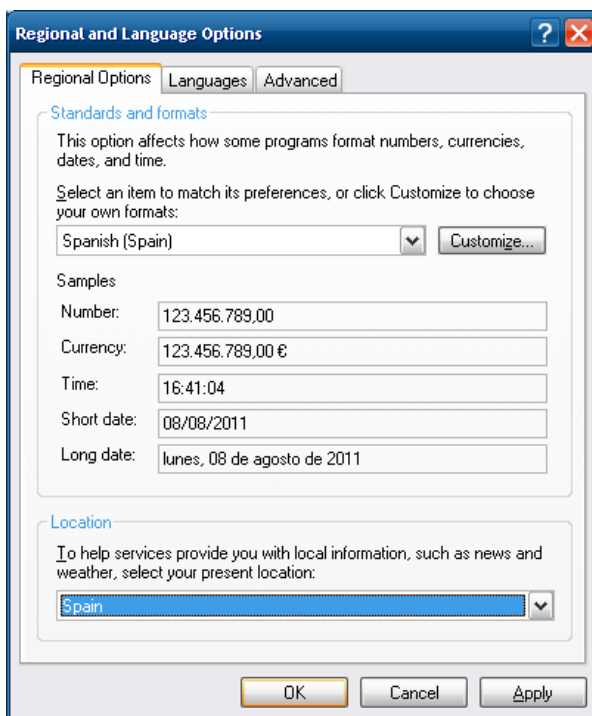 Regional and Language Options
Regional Options Languages Advanced
Standards and formats
This option affects how some programs format numbers, currencies,
dates, and time.
Select an item to match its preferences, or click Customize to choose
your own formats:
Spanish (Spain) Customize...
Samples
Number: 123.456.789,00
Currency: 123.456.789,00 €
Time: 16:41:04
Short date: 08/08/2011
Long date: lunes, 08 de agosto de 2011
Location
To help services provide you with local information, such as news and
weather, select your present location:
Spain
OK Cancel Apply